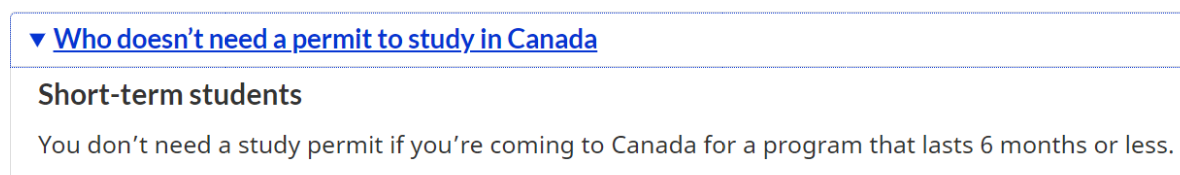 Who doesn’t need a permit to study in Canada
Short-term students
You don’t need a study permit if you’re coming to Canada for a program that lasts 6 months or less.